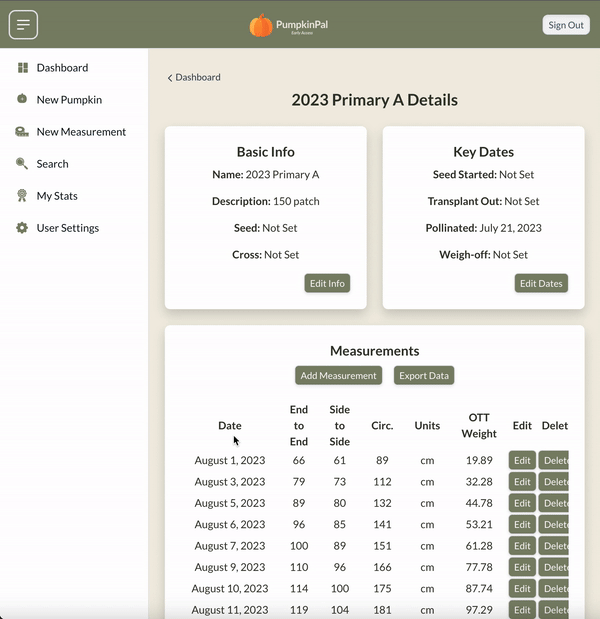 PumpkinPal
Early Access
Sign Out
Dashboard
New Pumpkin
New Measurement
Search
My Stats
User Settings
Dashboard
2023 Primary A Details
Basic Info
Name: 2023 Primary A
Description: 150 patch
Seed: Not Set
Cross: Not Set
Edit Info
Key Dates
Seed Started: Not Set
Transplant Out: Not Set
Pollinated: July 21, 2023
Weigh-off: Not Set
Edit Dates
Measurements
Add Measurement Export Data
Date End to End Side to Side Circ. Units OTT Weight Edit Delet
August 1, 2023 66 61 89 cm 19.89 Edit Delete
August 3, 2023 79 73 112 cm 32.28 Edit Delete
August 5, 2023 89 80 132 cm 44.78 Edit Delete
August 6, 2023 96 85 141 cm 53.21 Edit Delete
August 7, 2023 100 89 151 cm 61.28 Edit Delete
August 9, 2023 110 96 166 cm 77.78 Edit Delete
August 10, 2023 114 100 175 cm 87.74 Edit Delete
August 11, 2023 119 104 181 cm 97.29 Edit Delete